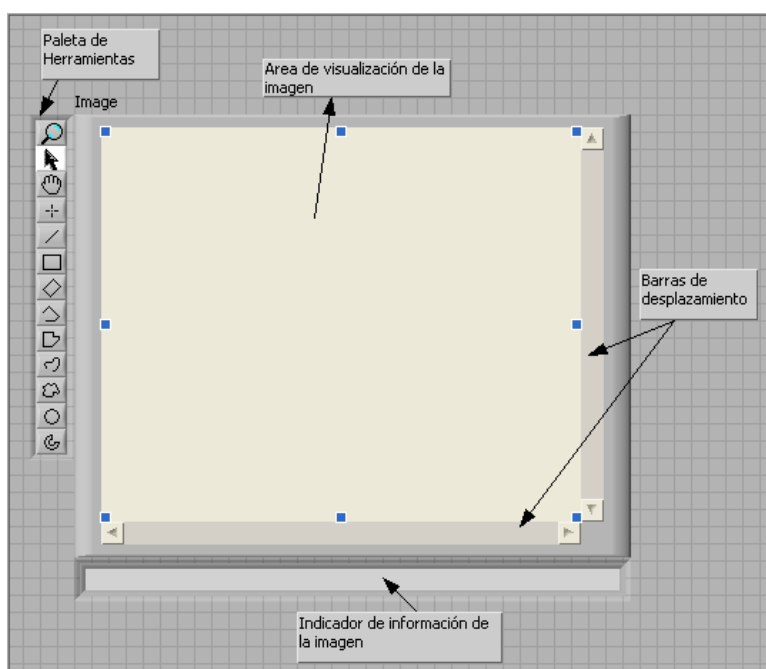 Paleta de
Herramientas
Area de visualización de la
imagen
Image
Barras de
desplazamiento
Indicador de información de
la imagen